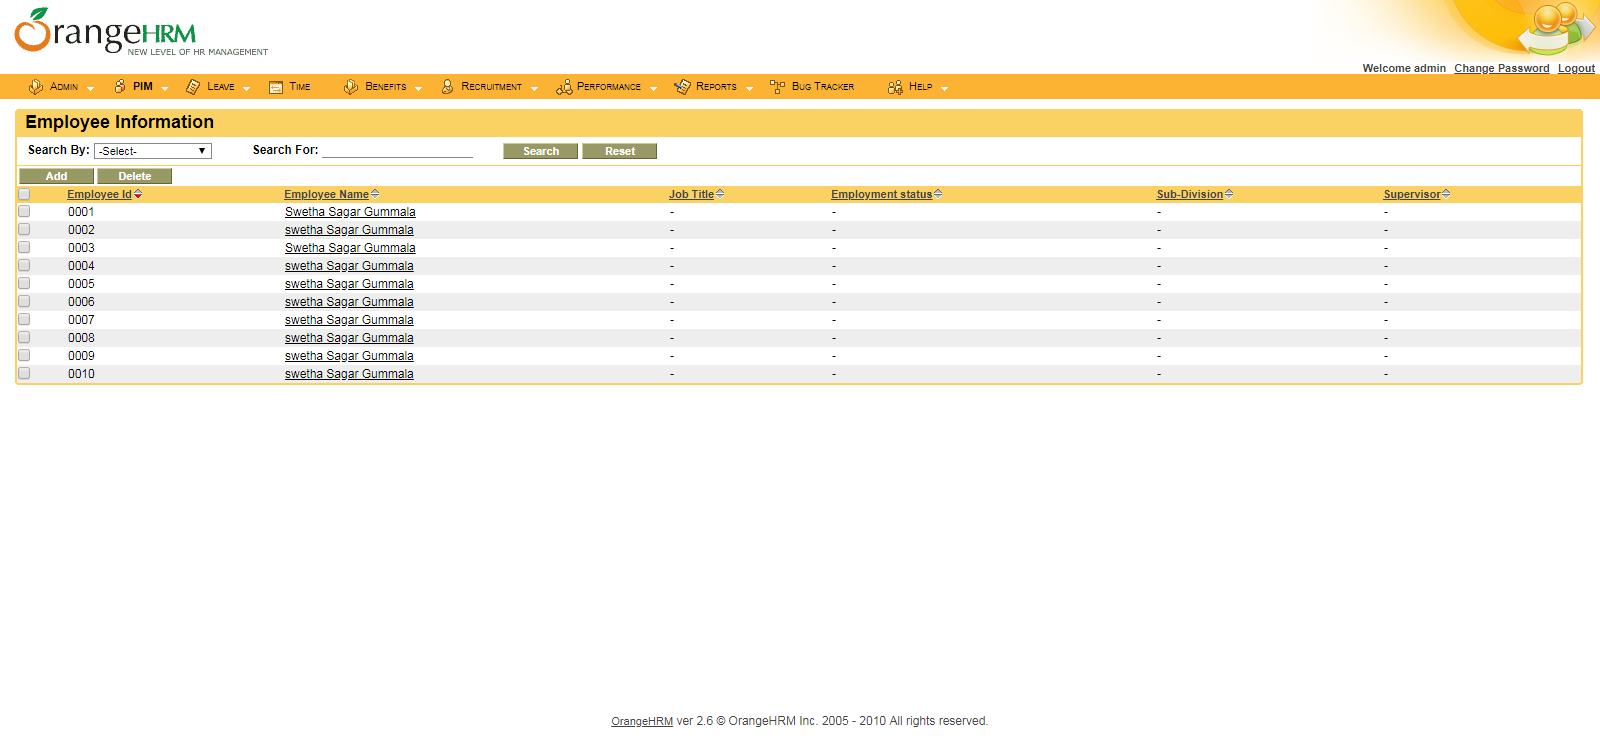 OrangeHRM
NEW LEVEL OF HR MANAGEMENT
Welcome admin Change Password Logout
ADMIN PIM LEAVE TIME BENEFITS RECRUITMENT PERFORMANCE REPORTS BUG TRACKER HELP
Employee Information
Search By: -Select- Search For: Search Reset
Add Delete
Employee Id Employee Name Job Title Employment status Sub-Division Supervisor
0001 Swetha Sagar Gummala - - - -
0002 swetha Sagar Gummala - - - -
0003 Swetha Sagar Gummala - - - -
0004 swetha Sagar Gummala - - - -
0005 swetha Sagar Gummala - - - -
0006 swetha Sagar Gummala - - - -
0007 swetha Sagar Gummala - - - -
0008 swetha Sagar Gummala - - - -
0009 swetha Sagar Gummala - - - -
0010 swetha Sagar Gummala - - - -
OrangeHRM ver 2.6 © OrangeHRM Inc. 2005 - 2010 All rights reserved.